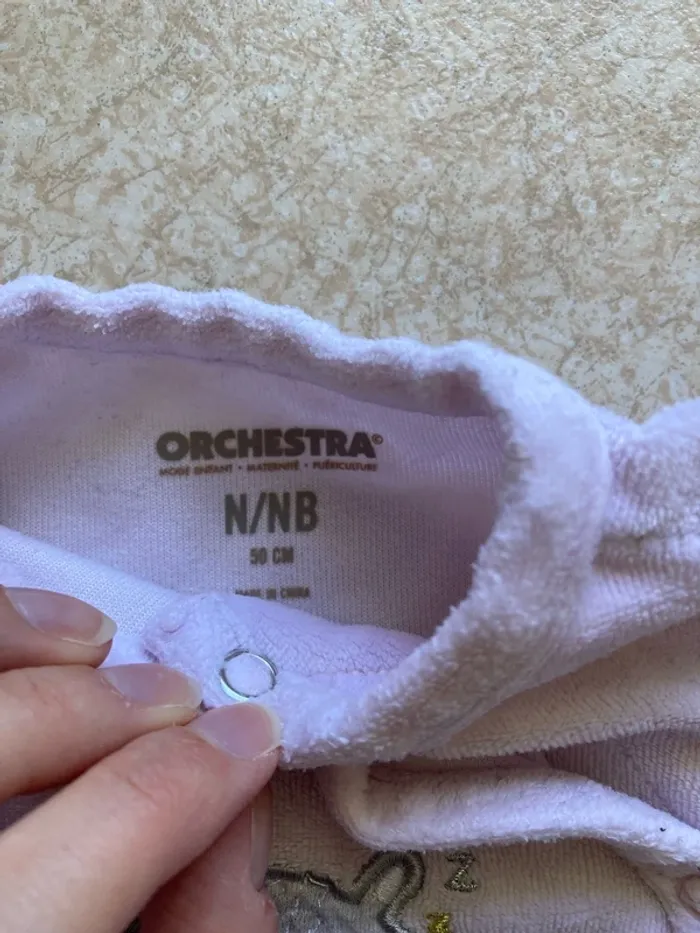 ORCHESTRA©
MODE ENFANT • MATERNITÉ • PUÉRICULTURE
N/NB
50 CM
MADE IN CHINA
Z